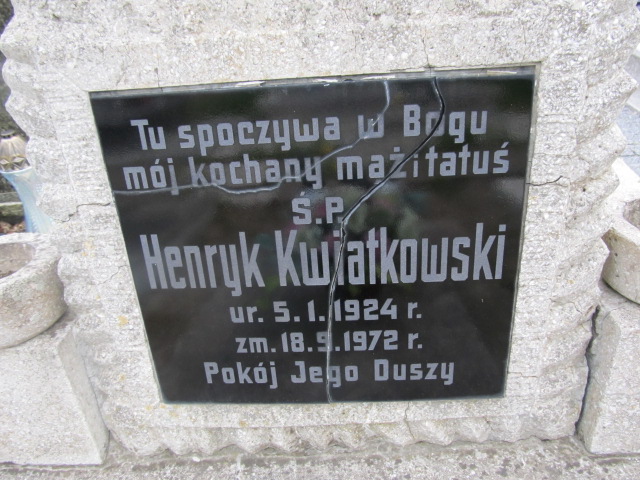 Tu spoczywa w Bogu
mój kochany mąż i tatuś
Ś.P.
Henryk Kwiatkowski
ur. 5.1.1924 r.
zm. 18.9.1972 r.
Pokój Jego Duszy